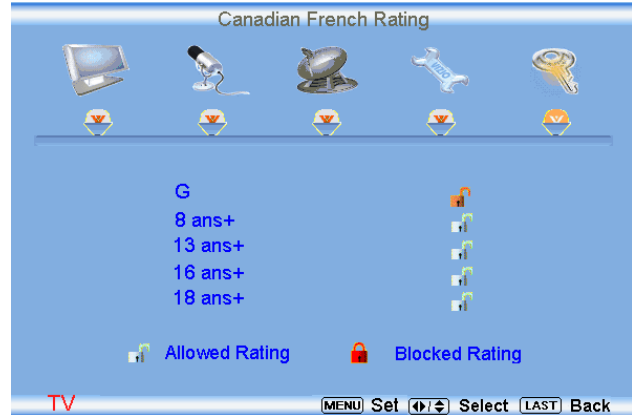 Canadian French Rating
VIZIO
G
8 ans+
13 ans+
16 ans+
18 ans+
Allowed Rating Blocked Rating
TV MENU Set Select LAST Back